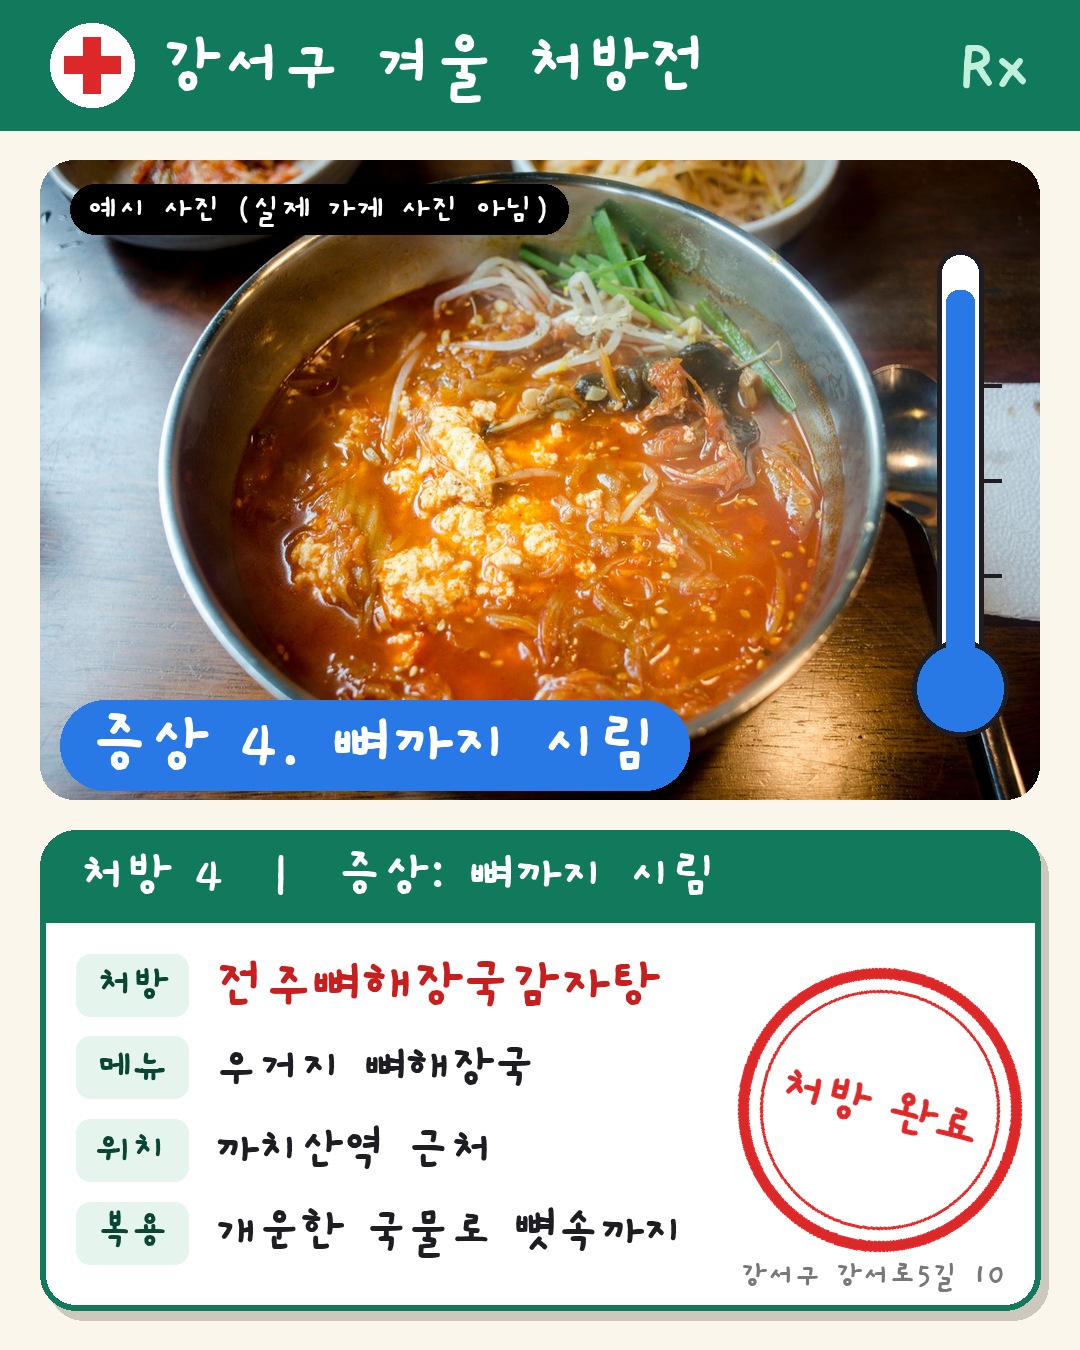 강서구 겨울 처방전
Rx
예시 사진 (실제 가게 사진 아님)
증상 4. 뼈까지 시림
처방 4 | 증상: 뼈까지 시림
처방 전주뼈해장국감자탕
메뉴 우거지 뼈해장국
위치 까치산역 근처
복용 개운한 국물로 뼛속까지
처방 완료
강서구 강서로5길 10